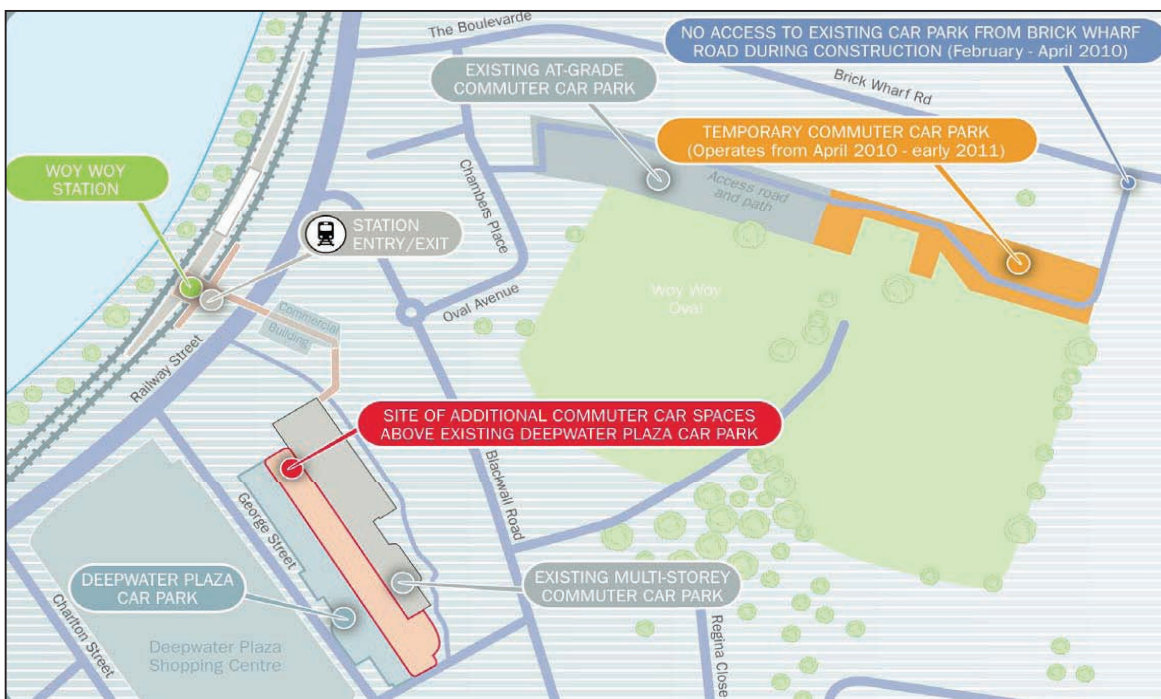 The Boulevarde
NO ACCESS TO EXISTING CAR PARK FROM BRICK WHARF
ROAD DURING CONSTRUCTION (February - April 2010)
EXISTING AT-GRADE
COMMUTER CAR PARK
Brick Wharf Rd
TEMPORARY COMMUTER CAR PARK
(Operates from April 2010 - early 2011)
WOY WOY
STATION
Access road
and path
Chambers Place
STATION
ENTRY/EXIT
Woy Woy
Oval
Oval Avenue
Commercial
Building
Railway Street
SITE OF ADDITIONAL COMMUTER CAR SPACES
ABOVE EXISTING DEEPWATER PLAZA CAR PARK
Blackwall Road
George Street
DEEPWATER PLAZA
CAR PARK
EXISTING MULTI-STOREY
COMMUTER CAR PARK
Charlton Street
Deepwater Plaza
Shopping Centre
Regina Close